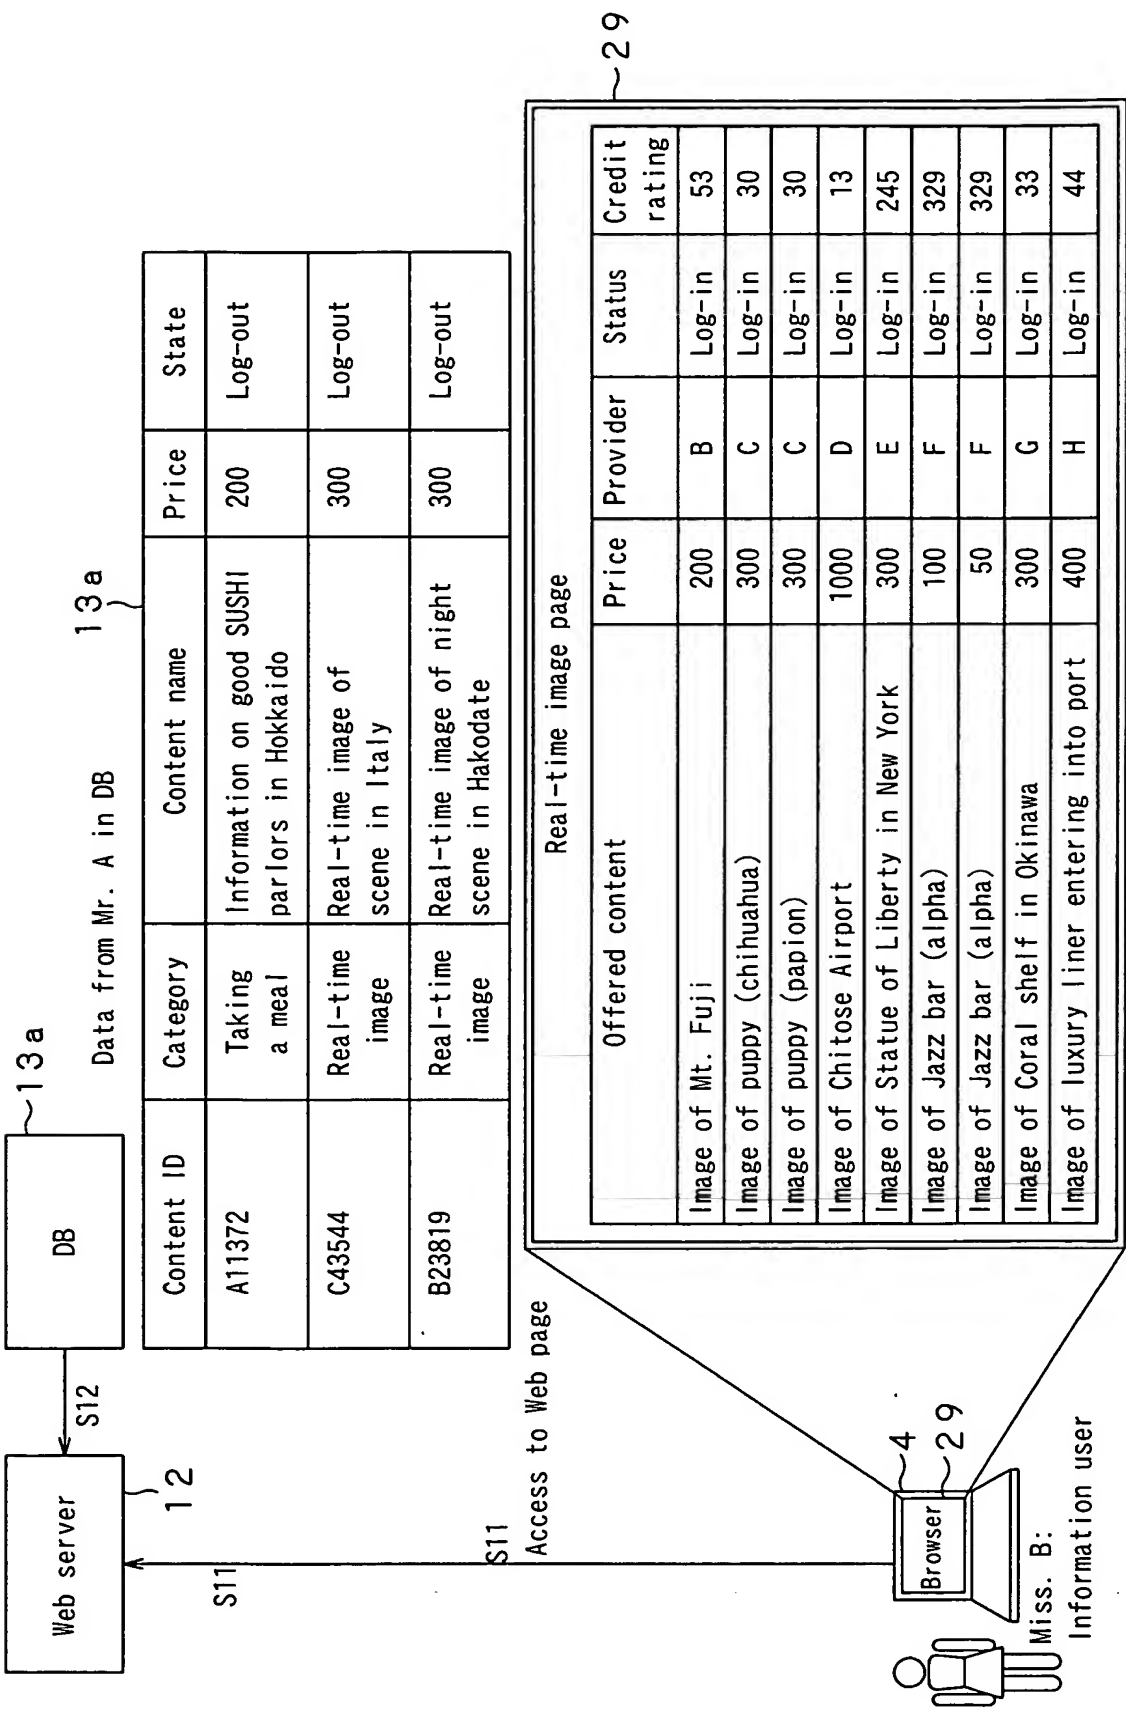 Web server
12
S12
DB
13a
Data from Mr. A in DB
13a
Content ID Category Content name Price State
A11372 Taking Information on good SUSHI 200 Log-out
a meal parlors in Hokkaido
C43544 Real-time Real-time image of 300 Log-out
image scene in Italy
B23819 Real-time Real-time image of night 300 Log-out
image scene in Hakodate
S11
S11
Access to Web page
29
Real-time image page
Offered content Price Provider Status Credit
rating
Image of Mt. Fuji 200 B Log-in 53
Image of puppy (chihuahua) 300 C Log-in 30
Image of puppy (papion) 300 C Log-in 30
Image of Chitose Airport 1000 D Log-in 13
Image of Statue of Liberty in New York 300 E Log-in 245
Image of Jazz bar (alpha) 100 F Log-in 329
Image of Jazz bar (alpha) 50 F Log-in 329
Image of Coral shelf in Okinawa 300 G Log-in 33
Image of luxury liner entering into port 400 H Log-in 44
4
29
Browser
Miss. B:
Information user